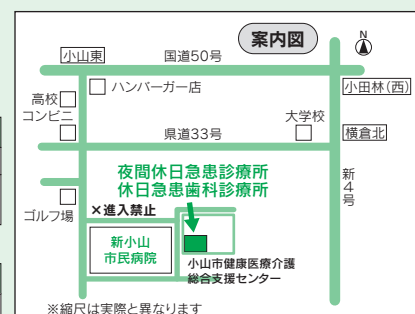 案内図
N
小山東
国道50号
ハンバーガー店
小田林(西)
高校
コンビニ
大学校
県道33号
横倉北
夜間休日急患診療所
休日急患歯科診療所
新4号
ゴルフ場
×進入禁止
新小山
市民病院
小山市健康医療介護
総合支援センター
※縮尺は実際と異なります